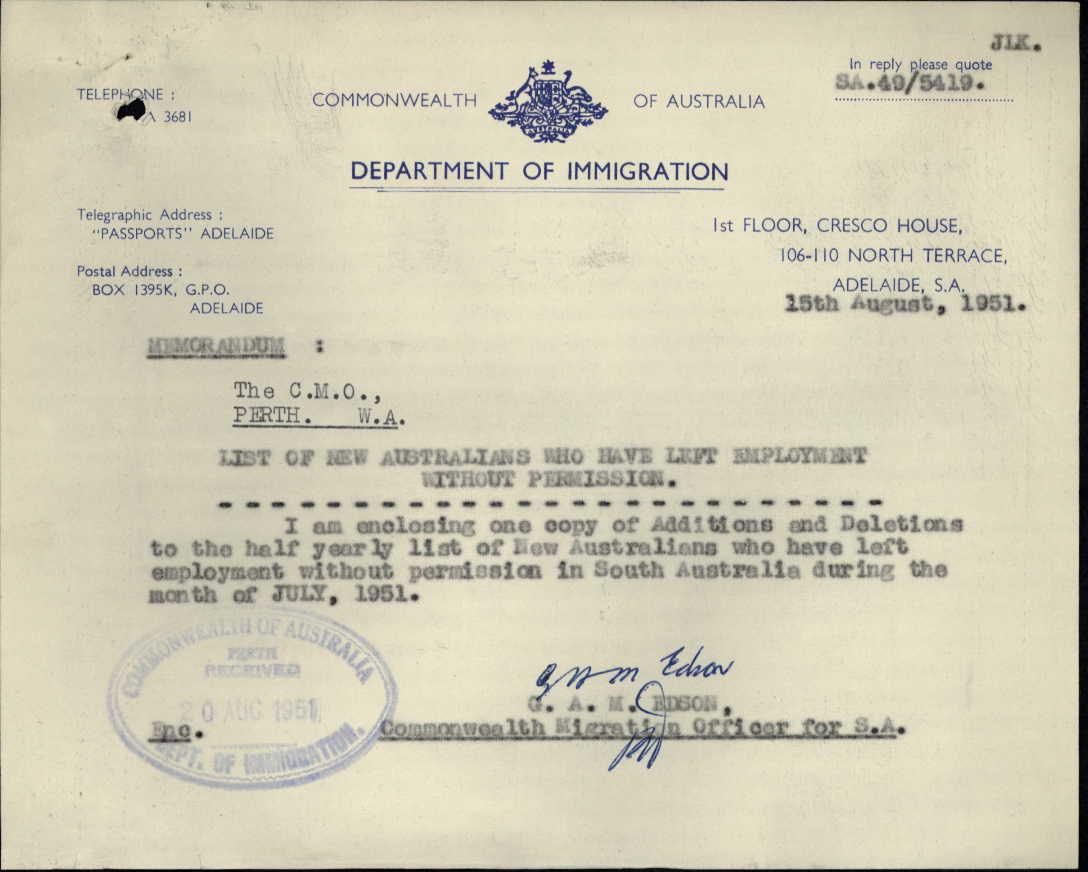 JLK.
In reply please quote
SA.49/5419.
TELEPHONE :
A 3681
COMMONWEALTH OF AUSTRALIA
AUSTRALIA
DEPARTMENT OF IMMIGRATION
Telegraphic Address :
"PASSPORTS" ADELAIDE
Postal Address :
BOX 1395K, G.P.O.
ADELAIDE
1st FLOOR, CRESCO HOUSE,
106-110 NORTH TERRACE,
ADELAIDE, S.A.
15th August, 1951.
MEMORANDUM :
The C.M.O.,
PERTH. W.A.
LIST OF NEW AUSTRALIANS WHO HAVE LEFT EMPLOYMENT
WITHOUT PERMISSION.
I am enclosing one copy of Additions and Deletions
to the half yearly list of New Australians who have left
employment without permission in South Australia during the
month of JULY, 1951.
COMMONWEALTH OF AUSTRALIA
PERTH
RECEIVED
20 AUG 1951
DEPT. OF IMMIGRATION.
Enc.
G A M Edson
G. A. M. EDSON,
Commonwealth Migration Officer for S.A.